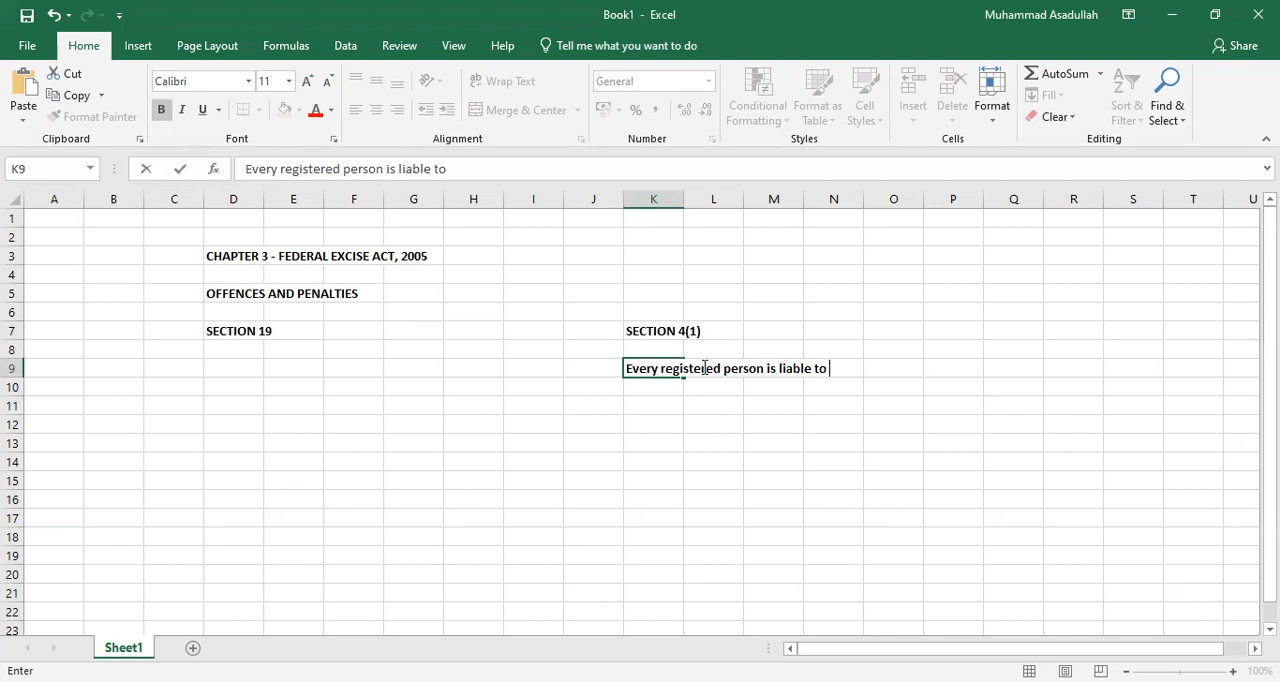 Book1 - Excel
Muhammad Asadullah
File Home Insert Page Layout Formulas Data Review View Help Tell me what you want to do Share
Paste
Cut
Copy
Format Painter
Clipboard
Calibri 11
B I U
Font
Wrap Text
Merge & Center
Alignment
General
Number
Conditional Formatting
Format as Table
Cell Styles
Styles
Insert
Delete
Format
Cells
AutoSum
Fill
Clear
Sort & Filter
Find & Select
Editing
K9
fx
Every registered person is liable to
A B C D E F G H I J K L M N O P Q R S T U
1
2
3 CHAPTER 3 - FEDERAL EXCISE ACT, 2005
4
5 OFFENCES AND PENALTIES
6
7 SECTION 19 SECTION 4(1)
8
9 Every registered person is liable to
10
11
12
13
14
15
16
17
18
19
20
21
22
23
Sheet1
Enter
100%